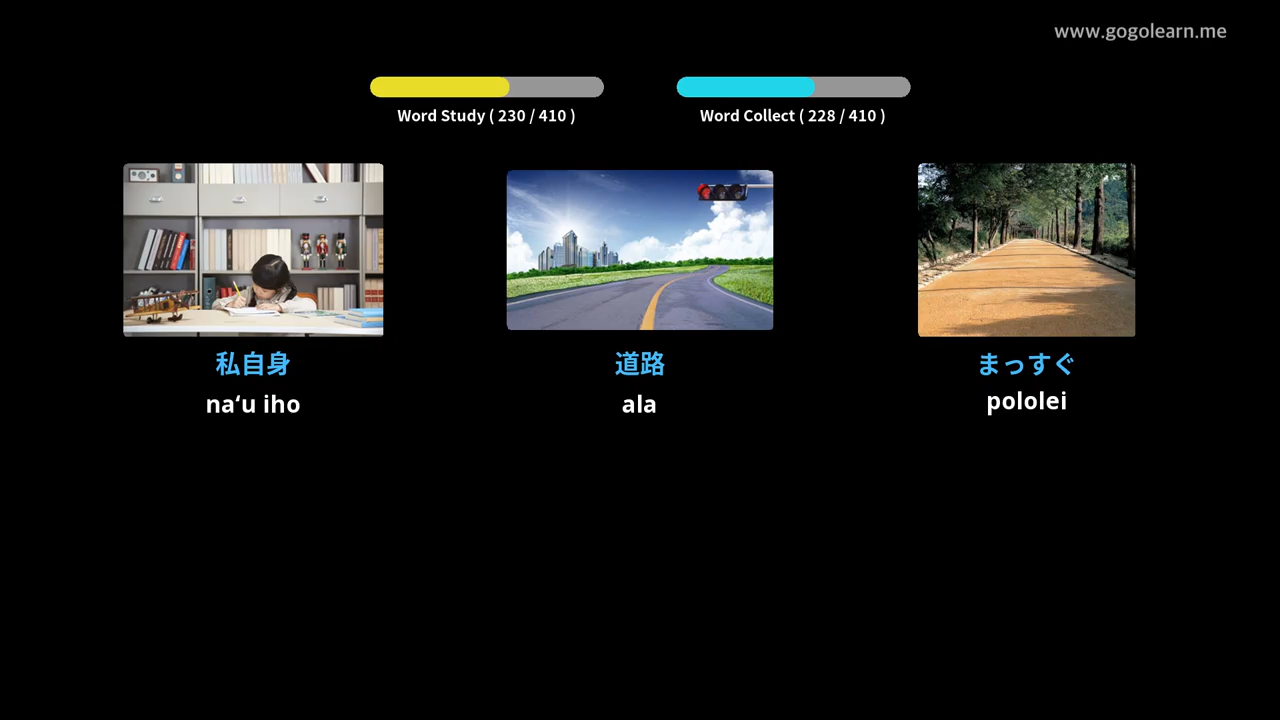 www.gogolearn.me
Word Study ( 230 / 410 )
Word Collect ( 228 / 410 )
私自身
naʻu iho
道路
ala
まっすぐ
pololei